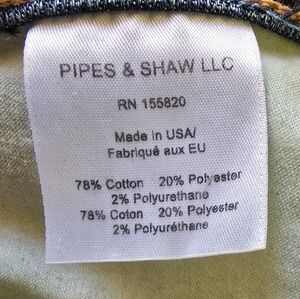 PIPES & SHAW LLC
RN 155820
Made in USA/
Fabriqué aux EU
78% Cotton 20% Polyester
2% Polyurethane
78% Coton 20% Polyester
2% Polyuréthane